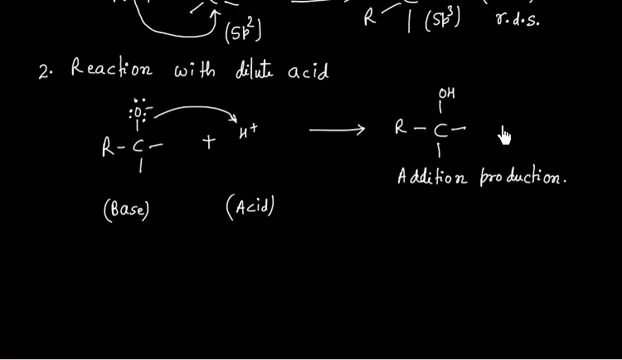 (Sp²) R (Sp³) r.d.s.
2. Reaction with dilute acid
:O:⁻ OH
R-C- + H⁺ → R-C-
Addition production.
(Base) (Acid)